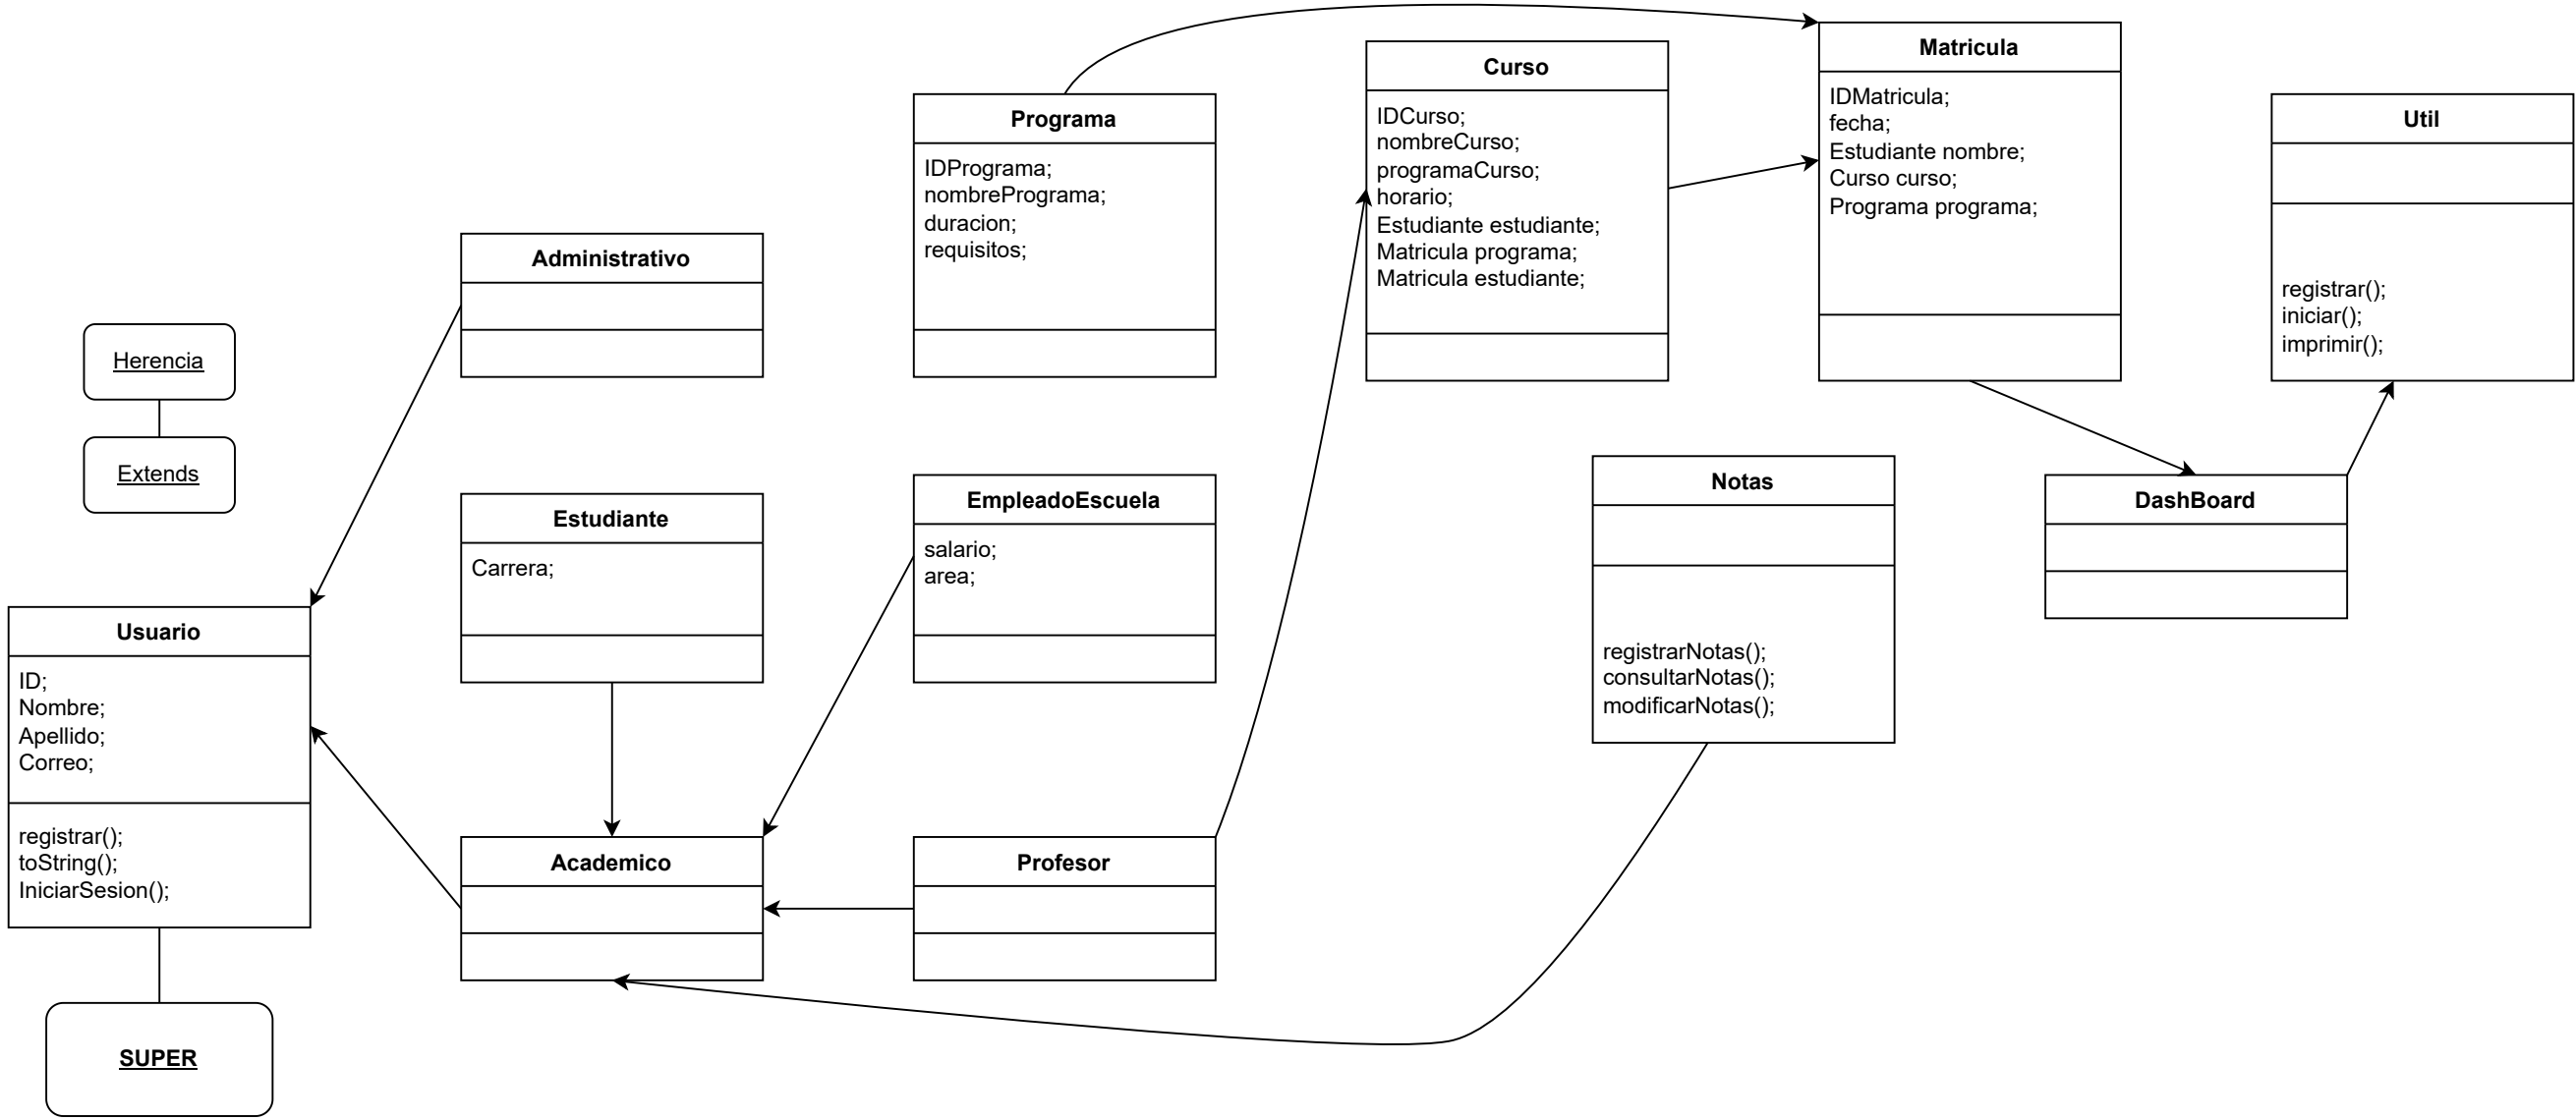 Herencia
Extends
Usuario
ID;
Nombre;
Apellido;
Correo;
registrar();
toString();
IniciarSesion();
SUPER
Administrativo
Estudiante
Carrera;
Academico
Programa
IDPrograma;
nombrePrograma;
duracion;
requisitos;
EmpleadoEscuela
salario;
area;
Profesor
Curso
IDCurso;
nombreCurso;
programaCurso;
horario;
Estudiante estudiante;
Matricula programa;
Matricula estudiante;
Notas
registrarNotas();
consultarNotas();
modificarNotas();
Matricula
IDMatricula;
fecha;
Estudiante nombre;
Curso curso;
Programa programa;
DashBoard
Util
registrar();
iniciar();
imprimir();